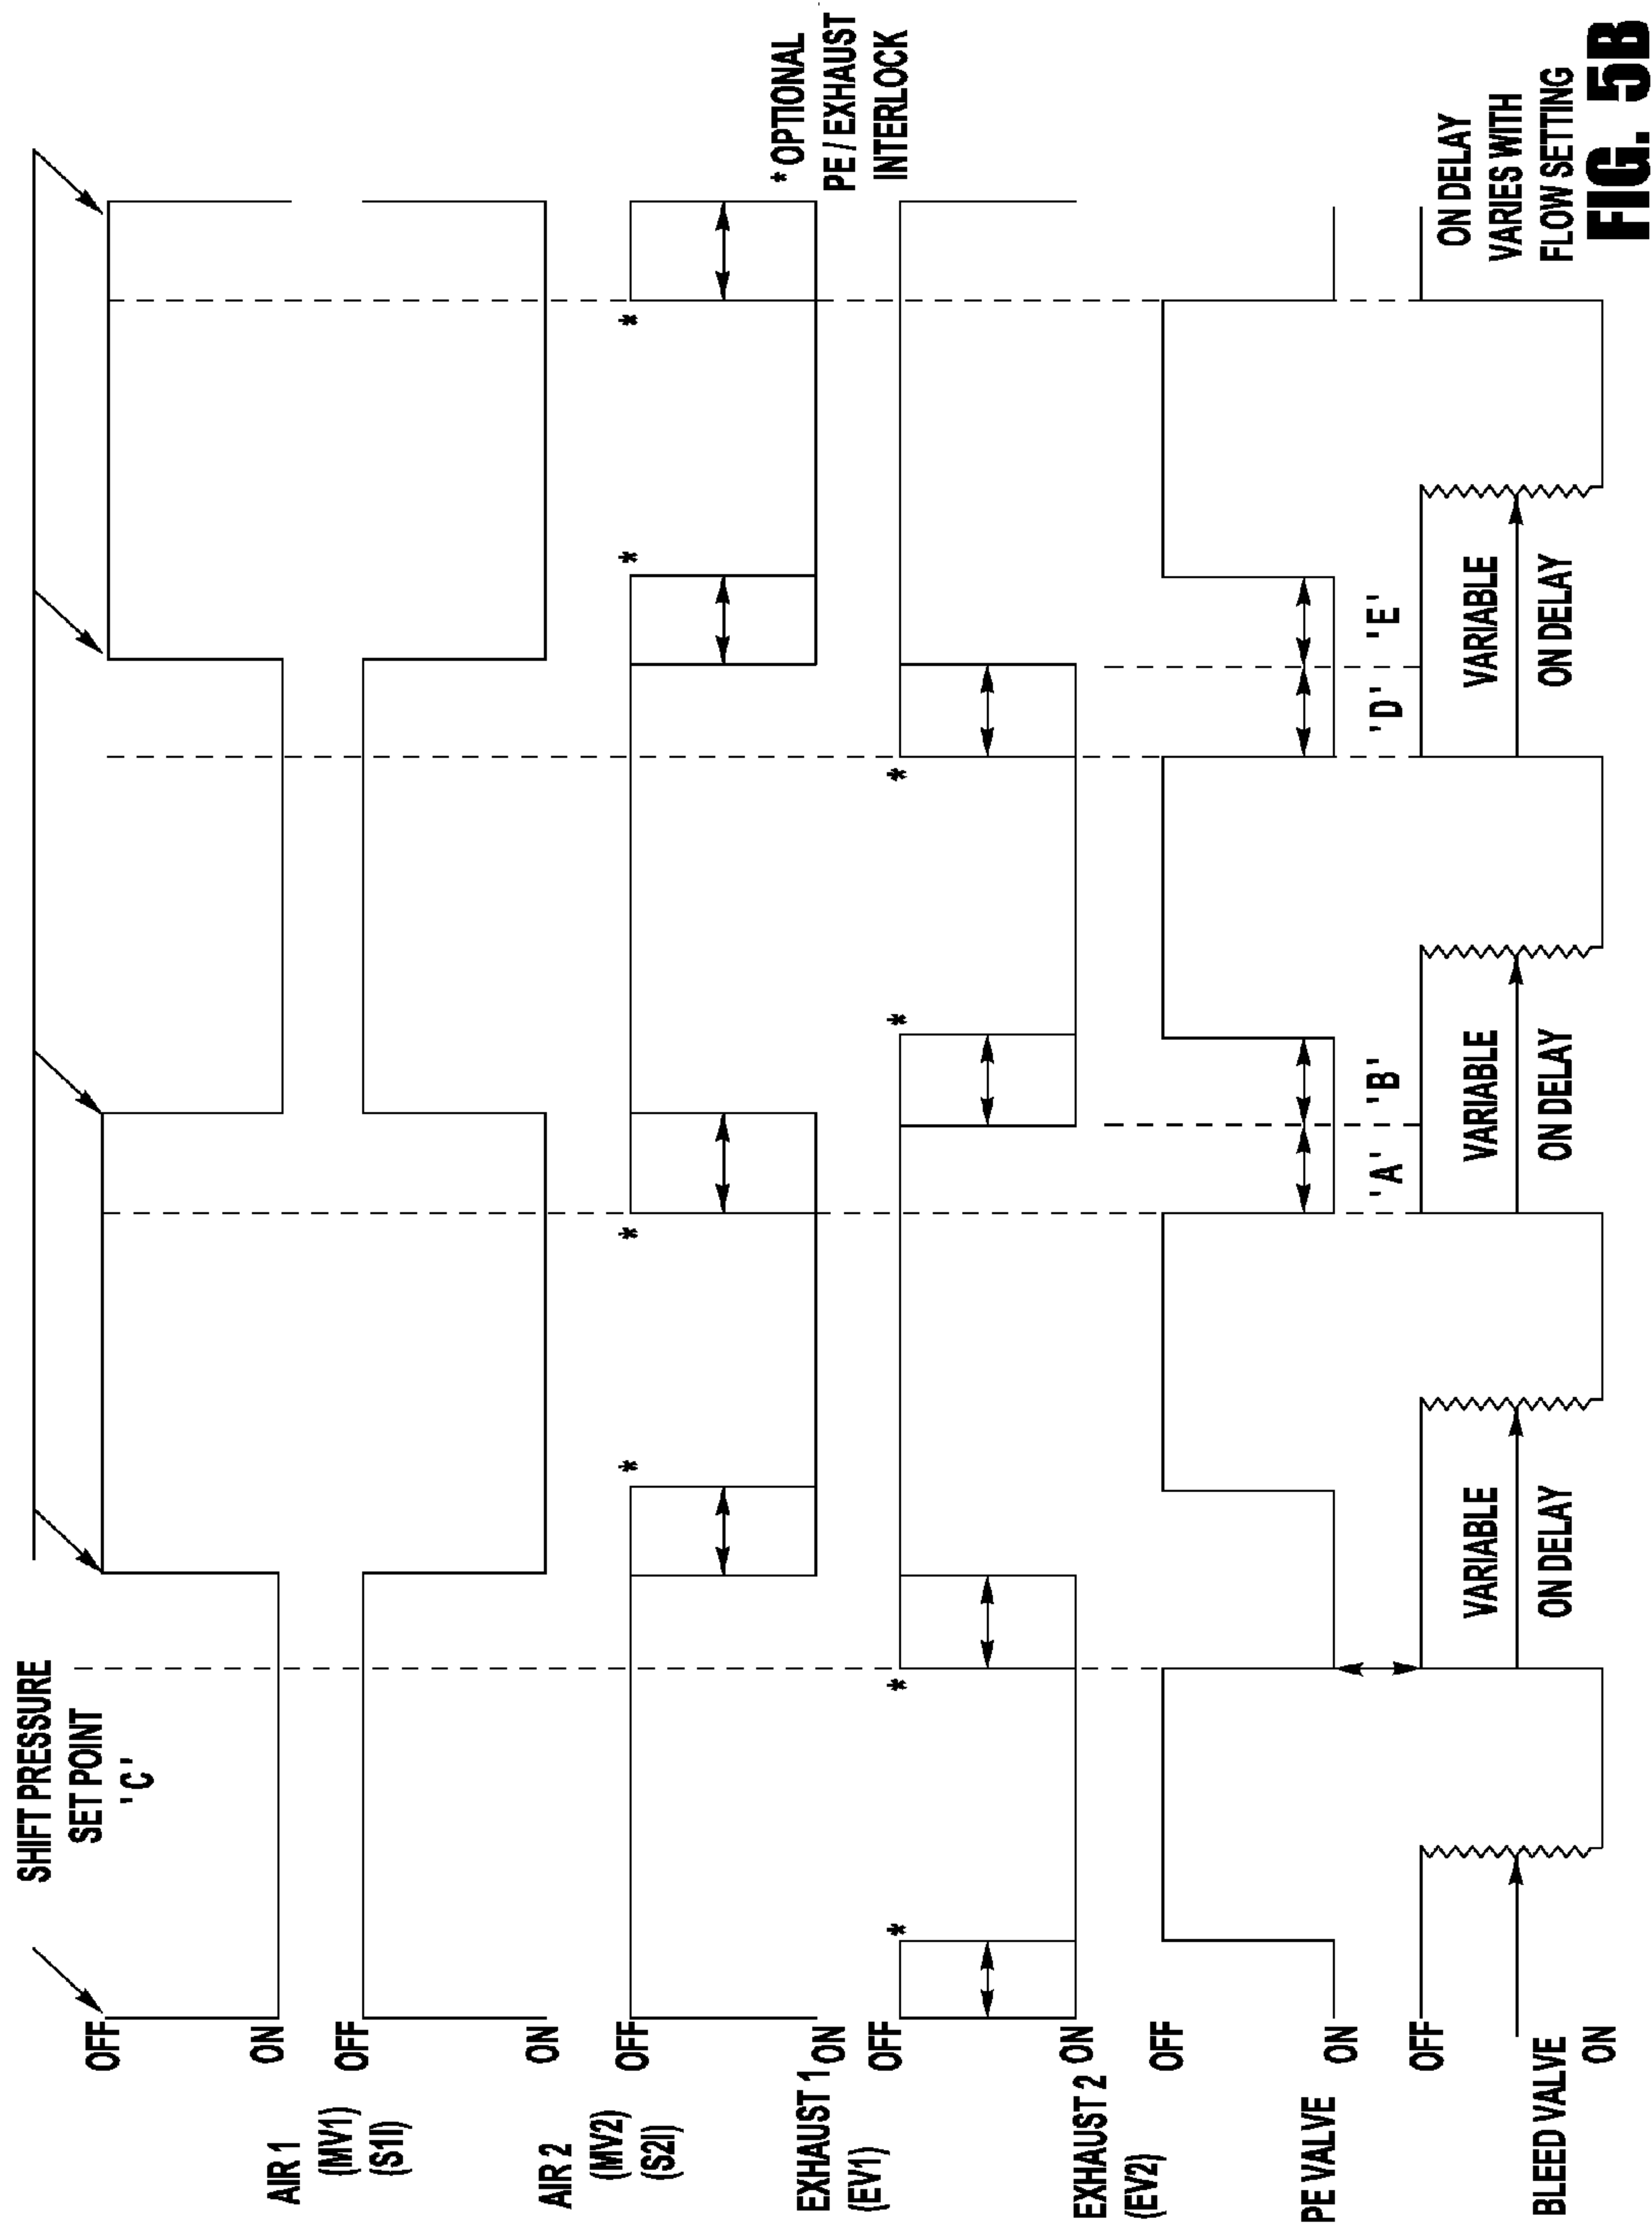 SHIFT PRESSURE
SET POINT
'C'
OFF
ON
AIR 1
(MV1)
(S1I)
OFF
ON
AIR 2
(MV2)
(S2I)
OFF
ON
EXHAUST 1
(EV1)
*
*
*
*
* OPTIONAL
PE / EXHAUST
INTERLOCK
OFF
ON
EXHAUST 2
(EV2)
*
*
*
*
OFF
ON
PE VALVE
'A'
'B'
'D'
'E'
OFF
ON
BLEED VALVE
VARIABLE
ON DELAY
VARIABLE
ON DELAY
VARIABLE
ON DELAY
ON DELAY
VARIES WITH
FLOW SETTING
FIG. 5B